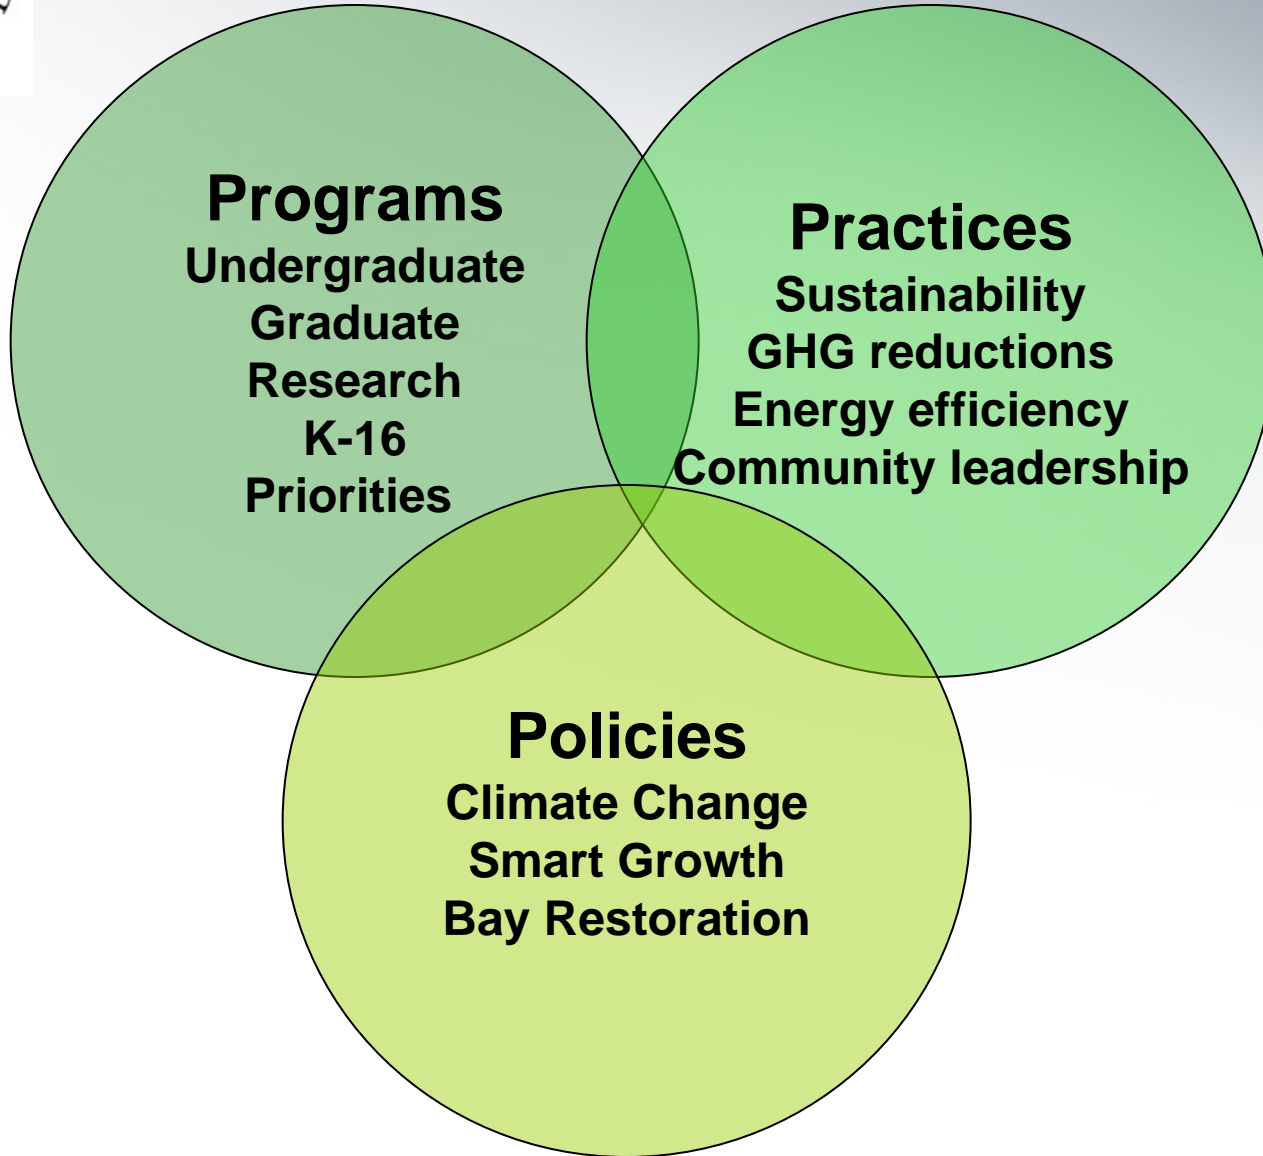 Programs
Undergraduate
Graduate
Research
K-16
Priorities
Practices
Sustainability
GHG reductions
Energy efficiency
Community leadership
Policies
Climate Change
Smart Growth
Bay Restoration